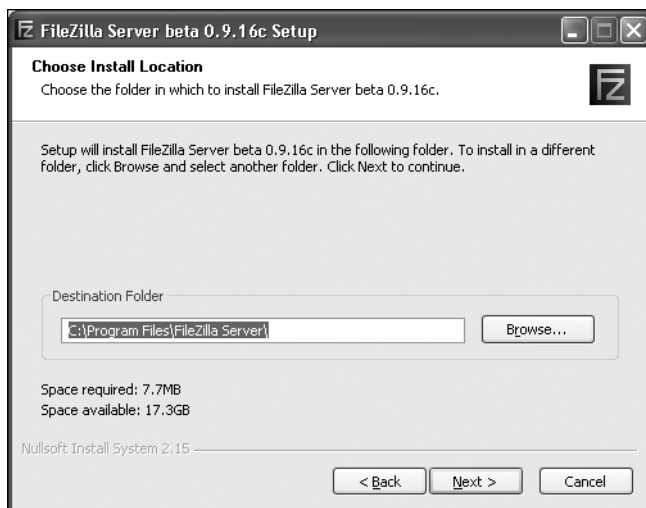 FileZilla Server beta 0.9.16c Setup
Choose Install Location
Choose the folder in which to install FileZilla Server beta 0.9.16c.
FZ
Setup will install FileZilla Server beta 0.9.16c in the following folder. To install in a different
folder, click Browse and select another folder. Click Next to continue.
Destination Folder
C:\Program Files\FileZilla Server\
Browse...
Space required: 7.7MB
Space available: 17.3GB
Nullsoft Install System 2.15
< Back
Next >
Cancel